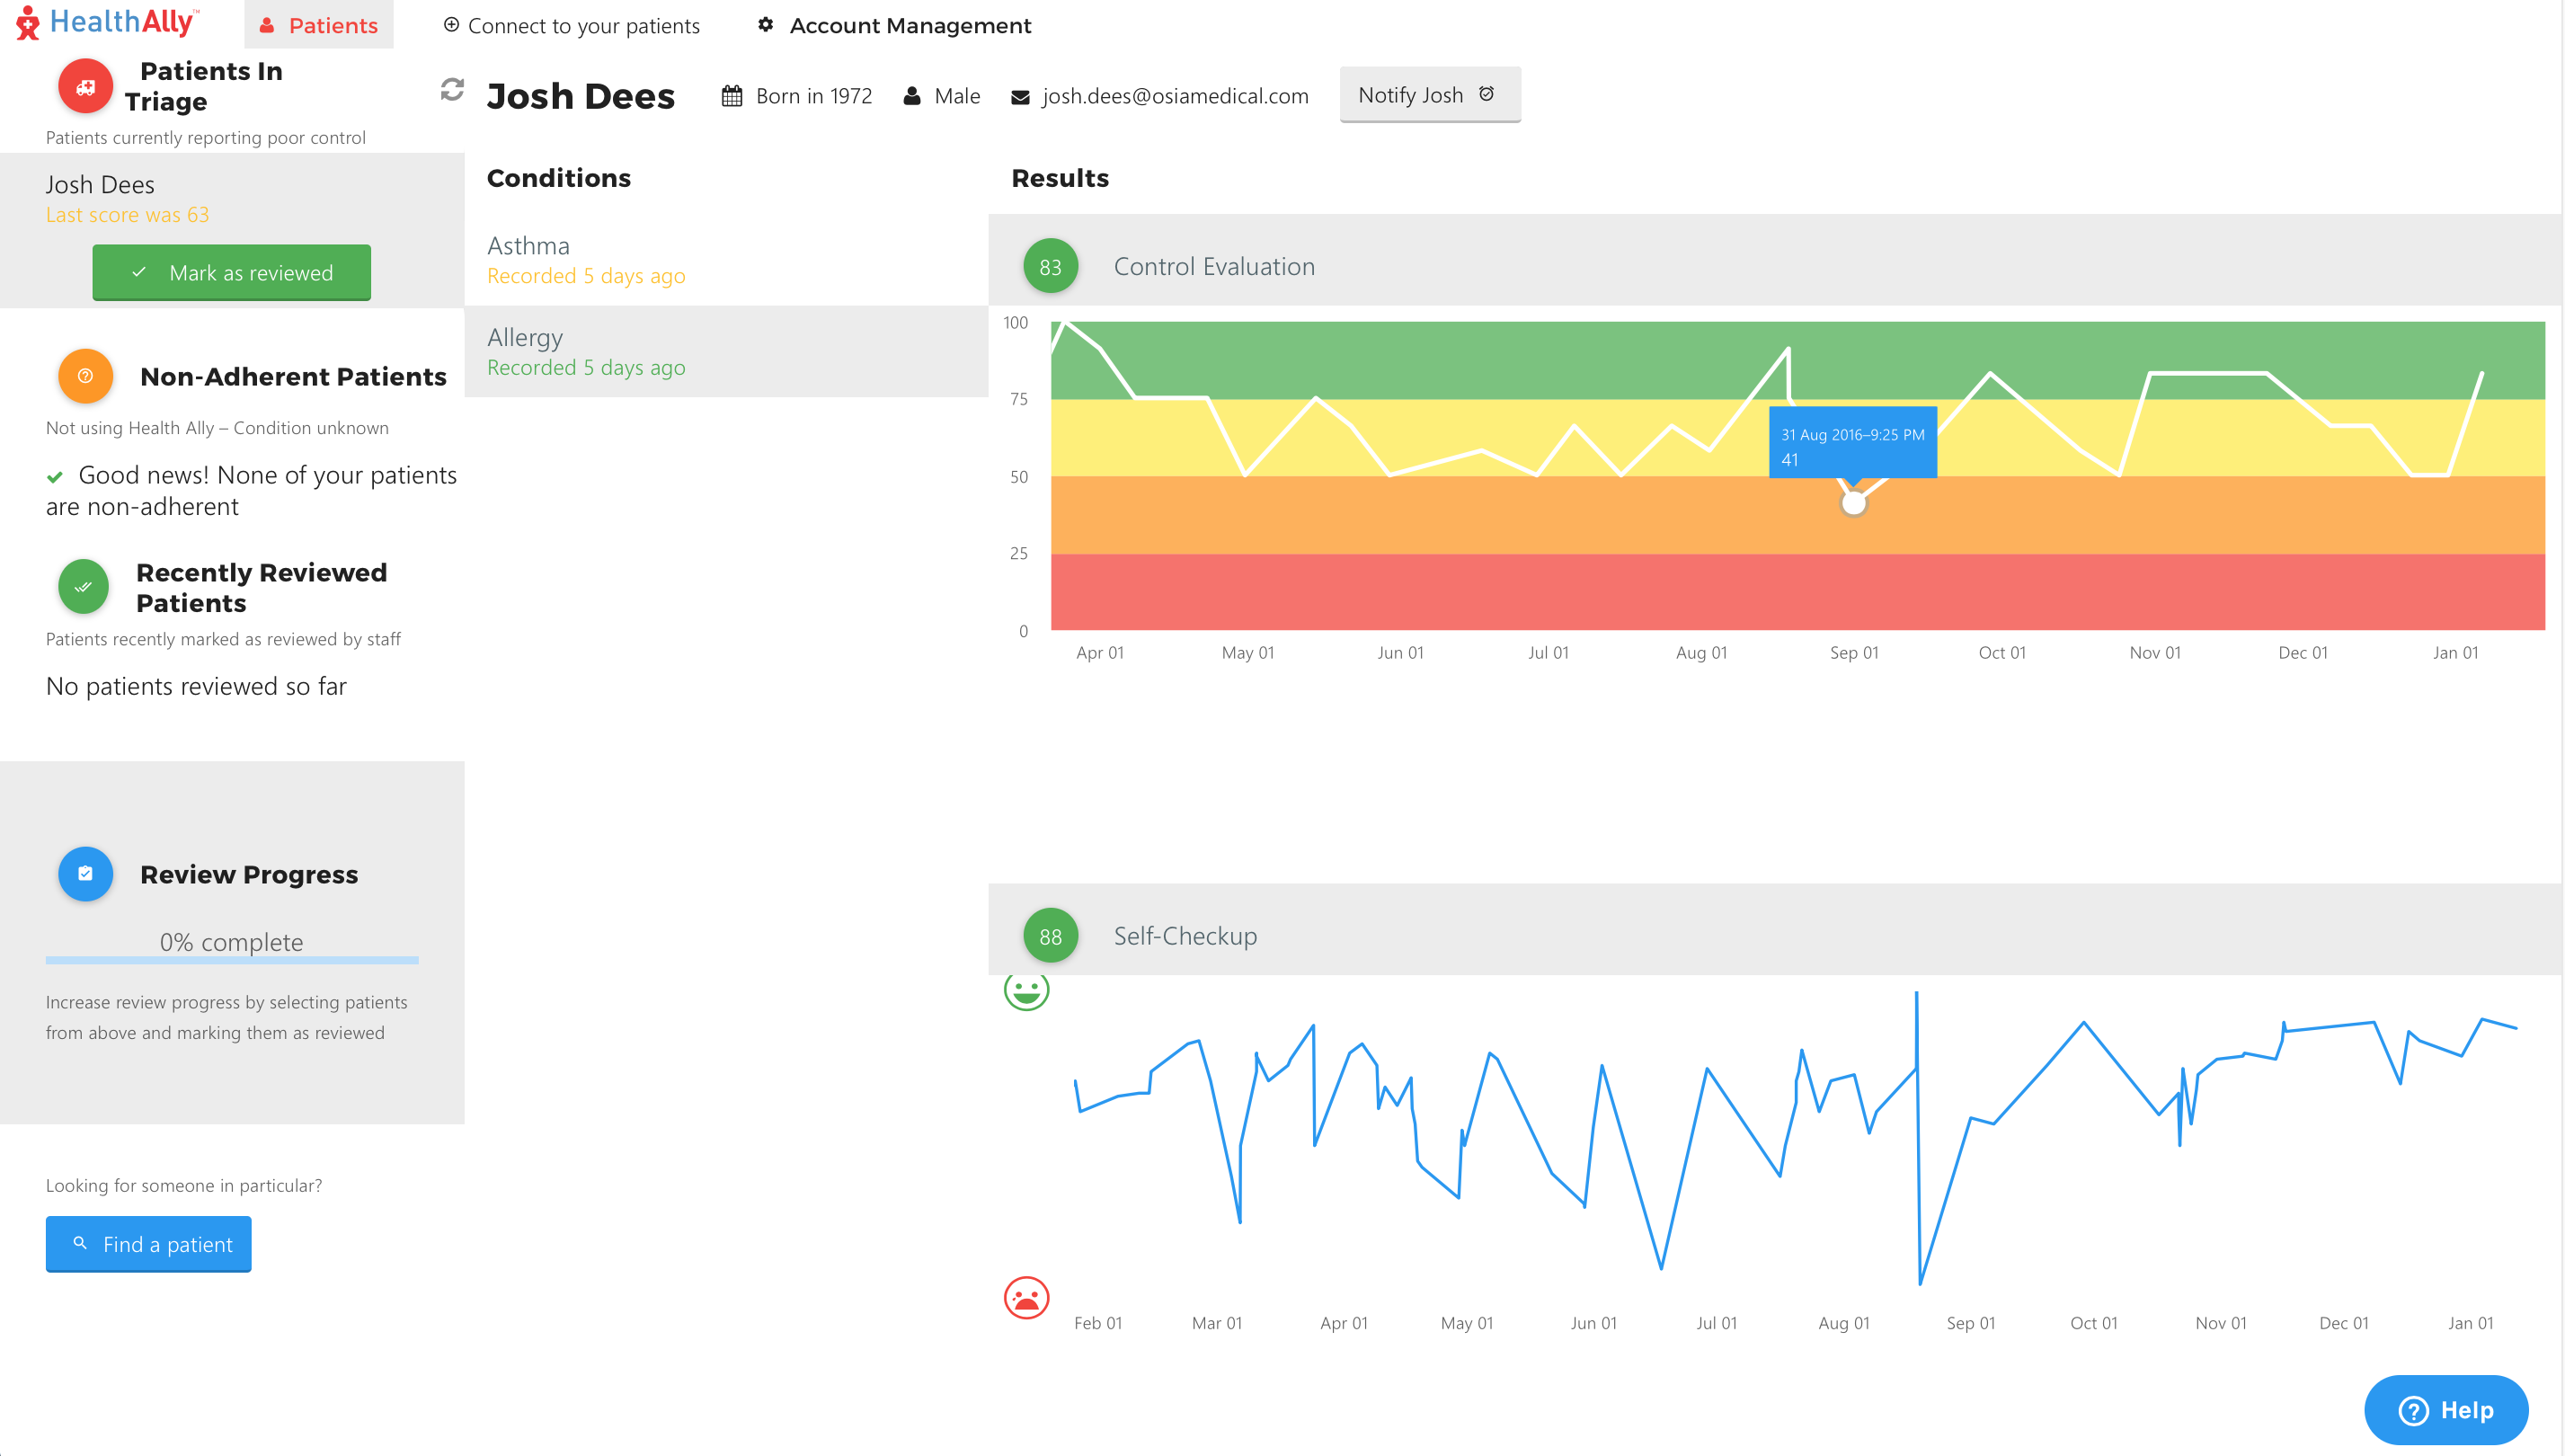 HealthAlly™
Patients
Connect to your patients
Account Management
Patients In
Triage
Patients currently reporting poor control
Josh Dees
Last score was 63
Mark as reviewed
Non-Adherent Patients
Not using Health Ally – Condition unknown
Good news! None of your patients
are non-adherent
Recently Reviewed
Patients
Patients recently marked as reviewed by staff
No patients reviewed so far
Review Progress
0% complete
Increase review progress by selecting patients
from above and marking them as reviewed
Looking for someone in particular?
Find a patient
Josh Dees
Born in 1972
Male
josh.dees@osiamedical.com
Notify Josh
Conditions
Asthma
Recorded 5 days ago
Allergy
Recorded 5 days ago
Results
83
Control Evaluation
100
75
50
25
0
31 Aug 2016–9:25 PM
41
Apr 01 May 01 Jun 01 Jul 01 Aug 01 Sep 01 Oct 01 Nov 01 Dec 01 Jan 01
88
Self-Checkup
Feb 01 Mar 01 Apr 01 May 01 Jun 01 Jul 01 Aug 01 Sep 01 Oct 01 Nov 01 Dec 01 Jan 01
Help